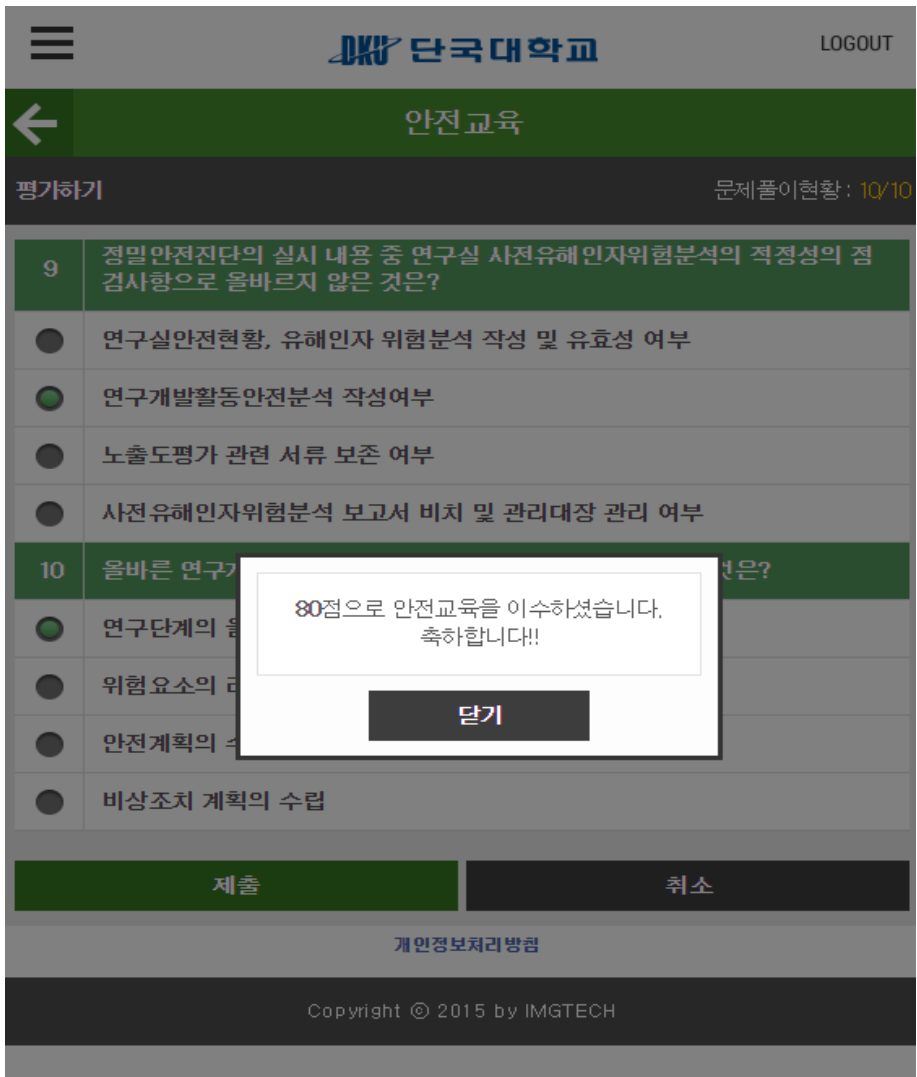 DKU 단국대학교
LOGOUT
안전교육
평가하기
문제풀이현황 : 10/10
9
정밀안전진단의 실시 내용 중 연구실 사전유해인자위험분석의 적정성의 점
검사항으로 올바르지 않은 것은?
연구실안전현황, 유해인자 위험분석 작성 및 유효성 여부
연구개발활동안전분석 작성여부
노출도평가 관련 서류 보존 여부
사전유해인자위험분석 보고서 비치 및 관리대장 관리 여부
10
올바른 연구 것은?
80점으로 안전교육을 이수하셨습니다.
축하합니다!!
닫기
연구단계의
위험요소의
안전계획의
비상조치 계획의 수립
제출
취소
개인정보처리방침
Copyright ⓒ 2015 by IMGTECH